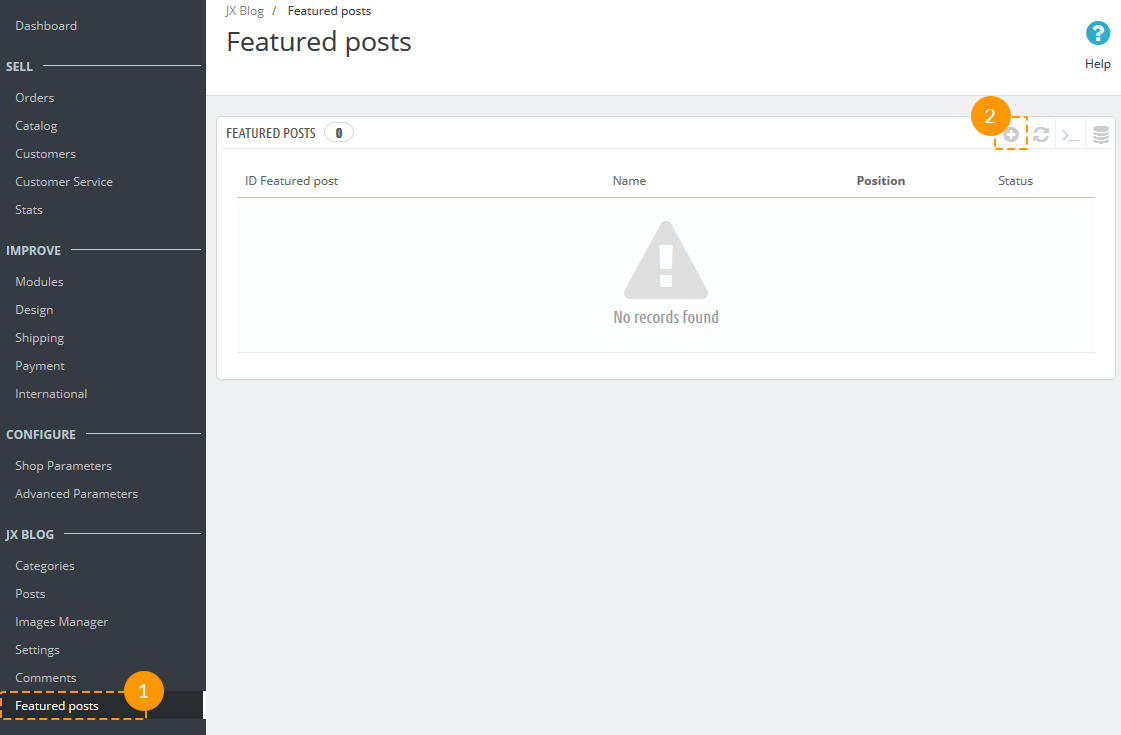 Dashboard
SELL
Orders
Catalog
Customers
Customer Service
Stats
IMPROVE
Modules
Design
Shipping
Payment
International
CONFIGURE
Shop Parameters
Advanced Parameters
JX BLOG
Categories
Posts
Images Manager
Settings
Comments
1
Featured posts
JX Blog / Featured posts
Featured posts
Help
2
FEATURED POSTS 0
ID Featured post Name Position Status
No records found